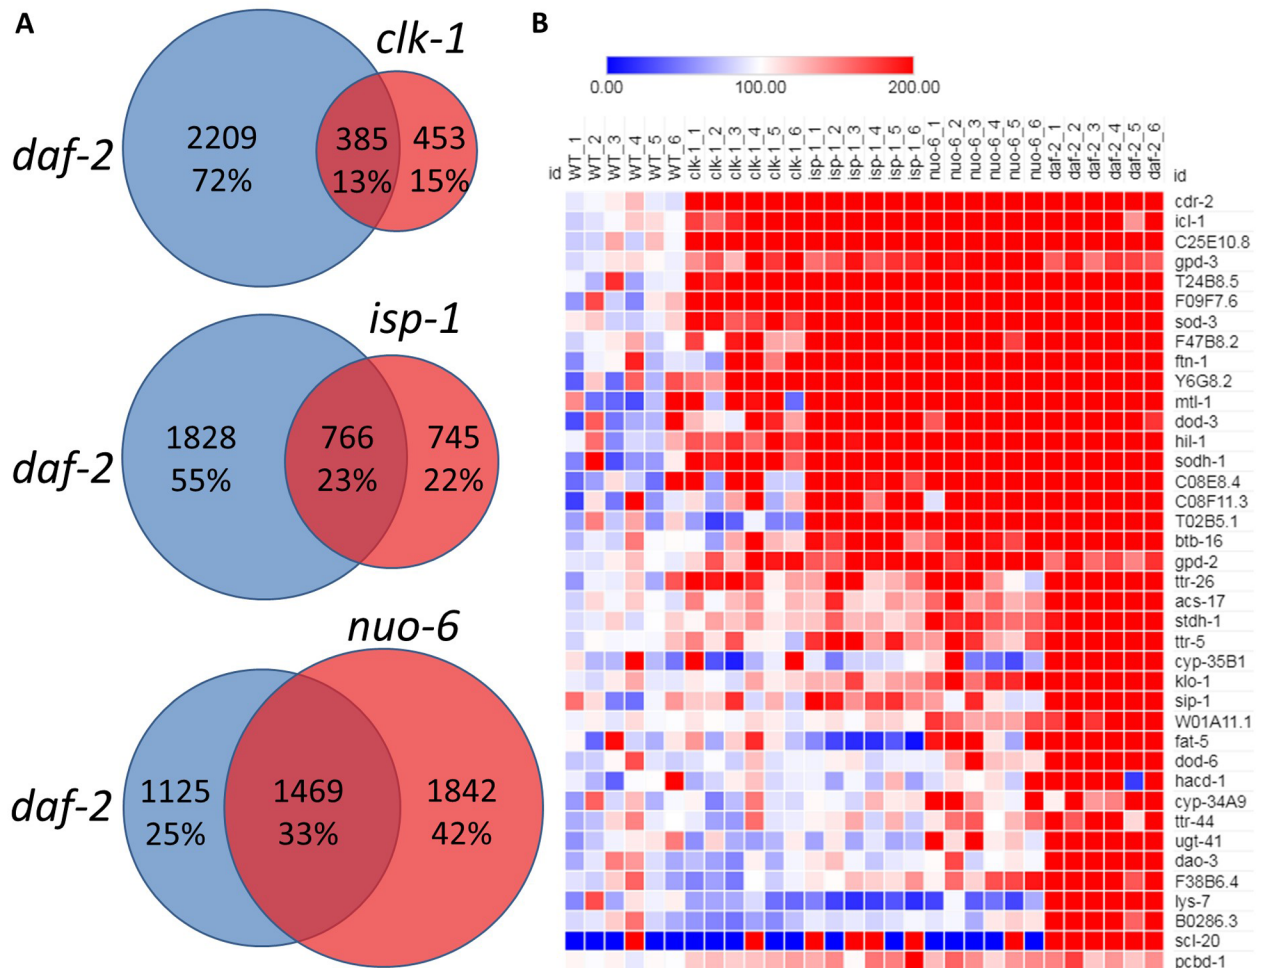 A
clk-1
daf-2
2209
72%
385
13%
453
15%
isp-1
daf-2
1828
55%
766
23%
745
22%
nuo-6
daf-2
1125
25%
1469
33%
1842
42%
B
0.00 100.00 200.00
id WT_1 WT_2 WT_3 WT_4 WT_5 WT_6 clk-1_1 clk-1_2 clk-1_3 clk-1_4 clk-1_5 clk-1_6 isp-1_1 isp-1_2 isp-1_3 isp-1_4 isp-1_5 isp-1_6 nuo-6_1 nuo-6_2 nuo-6_3 nuo-6_4 nuo-6_5 nuo-6_6 daf-2_1 daf-2_2 daf-2_3 daf-2_4 daf-2_5 daf-2_6 id
cdr-2
icl-1
C25E10.8
gpd-3
T24B8.5
F09F7.6
sod-3
F47B8.2
ftn-1
Y6G8.2
mtl-1
dod-3
hil-1
sodh-1
C08E8.4
C08F11.3
T02B5.1
btb-16
gpd-2
ttr-26
acs-17
stdh-1
ttr-5
cyp-35B1
klo-1
sip-1
W01A11.1
fat-5
dod-6
hacd-1
cyp-34A9
ttr-44
ugt-41
dao-3
F38B6.4
lys-7
B0286.3
scl-20
pcbd-1